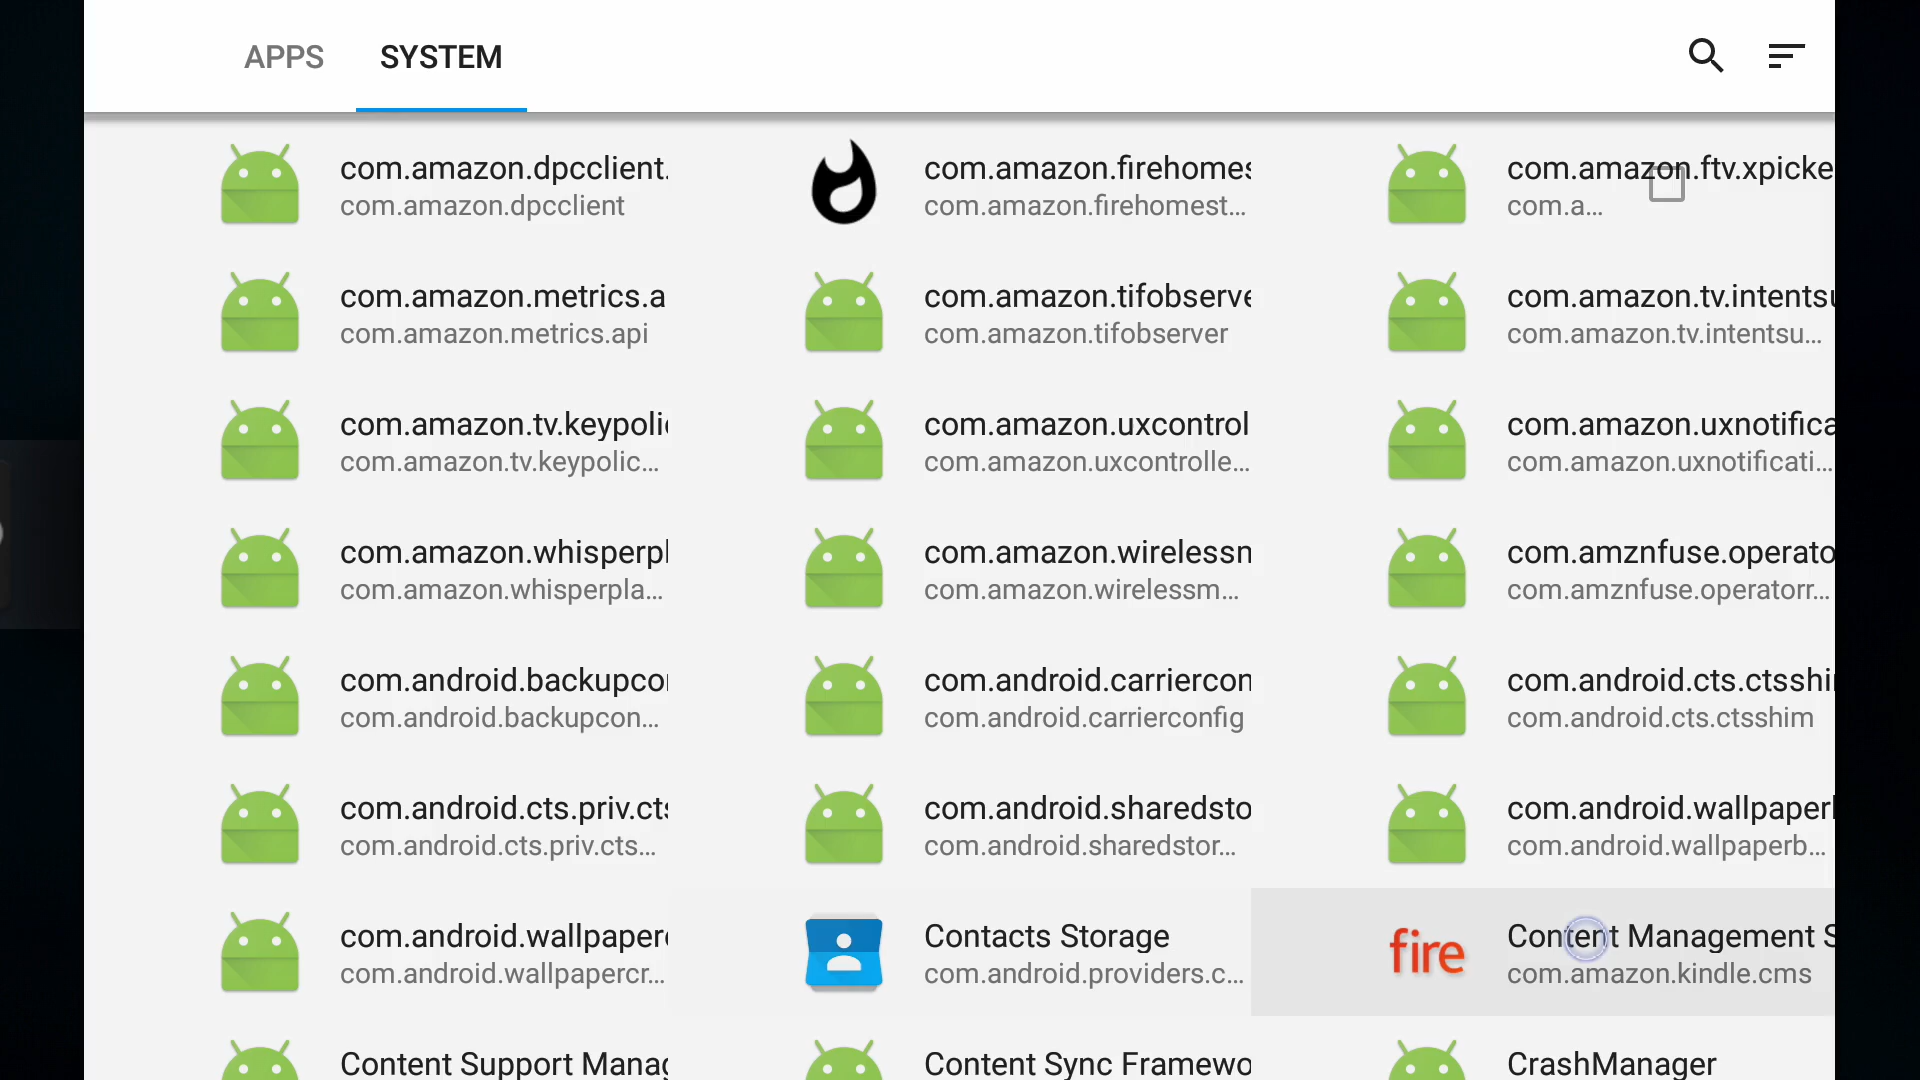 APPS
SYSTEM
com.amazon.dpcclient.
com.amazon.dpcclient
com.amazon.firehomes
com.amazon.firehomest...
com.amazon.ftv.xpicke
com.a...
com.amazon.metrics.a
com.amazon.metrics.api
com.amazon.tifobserve
com.amazon.tifobserver
com.amazon.tv.intentsu
com.amazon.tv.intentsu...
com.amazon.tv.keypolic
com.amazon.tv.keypolic...
com.amazon.uxcontrol
com.amazon.uxcontrolle...
com.amazon.uxnotifica
com.amazon.uxnotificati...
com.amazon.whisperpl
com.amazon.whisperpla...
com.amazon.wirelessn
com.amazon.wirelessm...
com.amznfuse.operato
com.amznfuse.operatorr...
com.android.backupcon
com.android.backupcon...
com.android.carriercon
com.android.carrierconfig
com.android.cts.ctsshi
com.android.cts.ctsshim
com.android.cts.priv.cts
com.android.cts.priv.cts...
com.android.sharedsto
com.android.sharedstor...
com.android.wallpaperb
com.android.wallpaperb...
com.android.wallpaperc
com.android.wallpapercr...
Contacts Storage
com.android.providers.c...
fire
Content Management S
com.amazon.kindle.cms
Content Support Manag
Content Sync Framewo
CrashManager